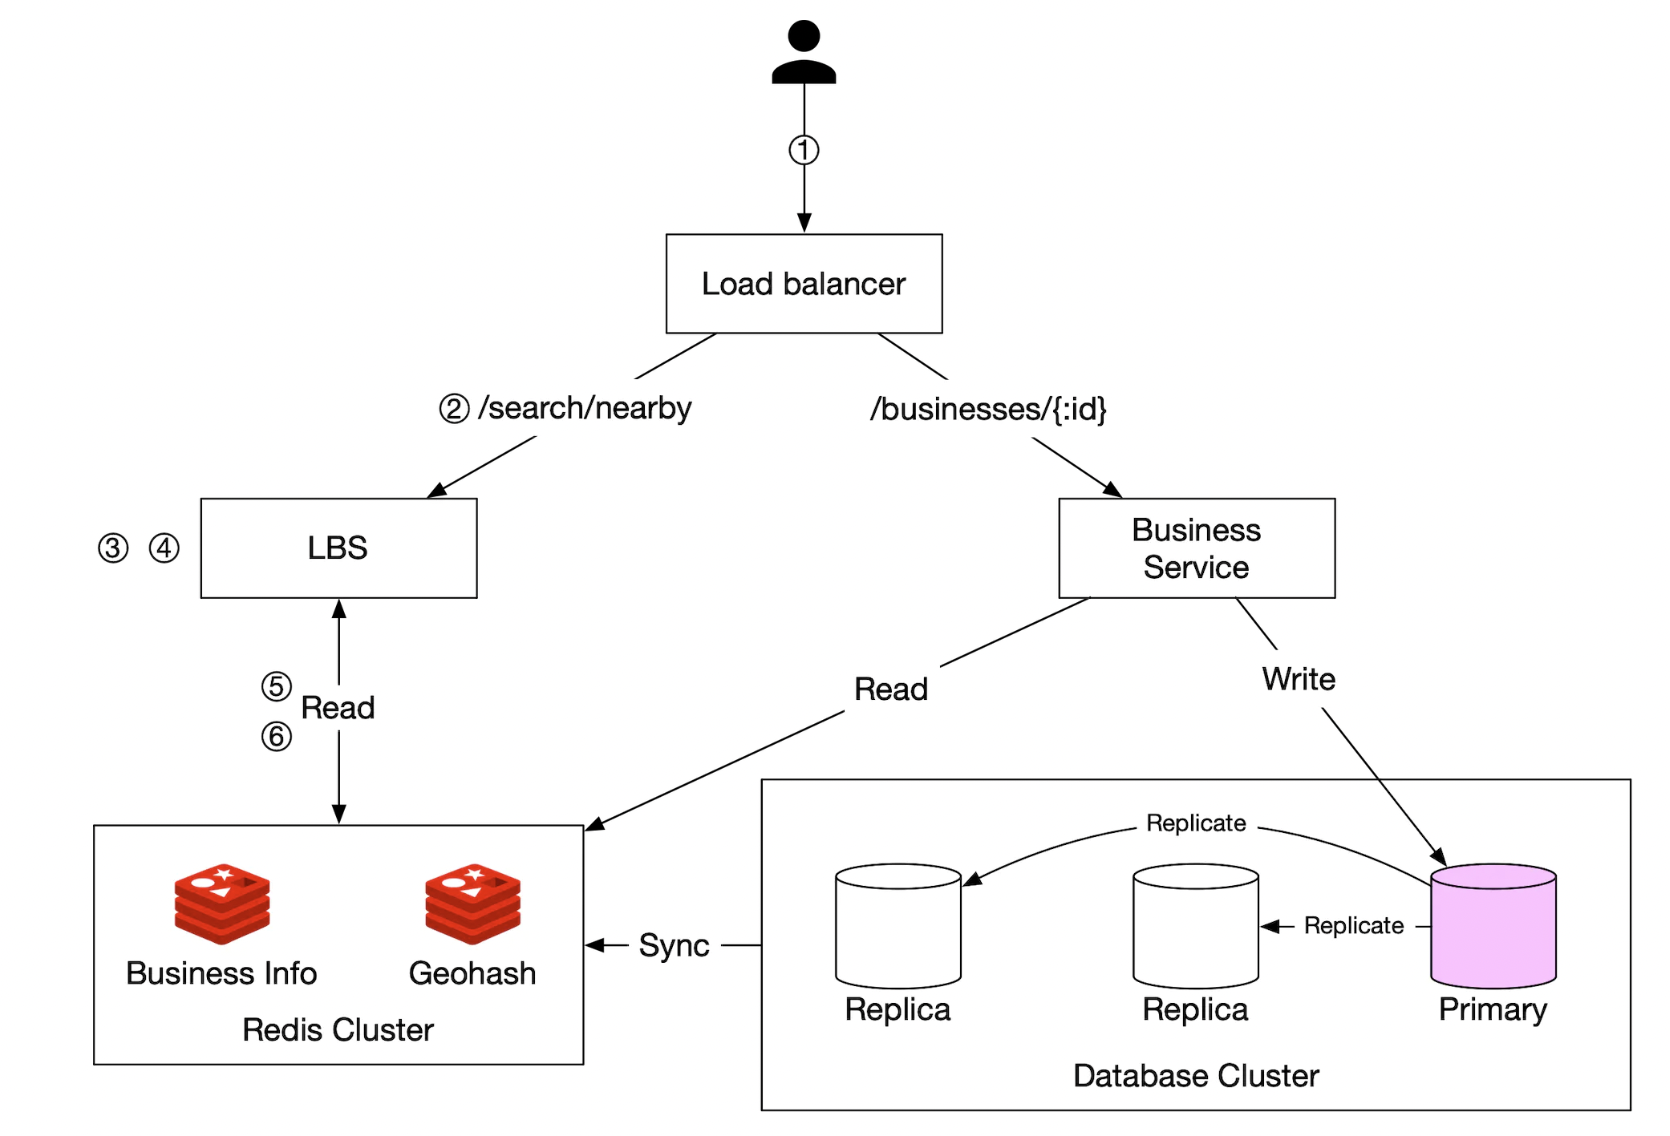 ①
Load balancer
② /search/nearby
/businesses/{:id}
③ ④
LBS
Business
Service
⑤
Read
⑥
Read
Write
Replicate
Replicate
Sync
Business Info
Geohash
Redis Cluster
Replica
Replica
Primary
Database Cluster